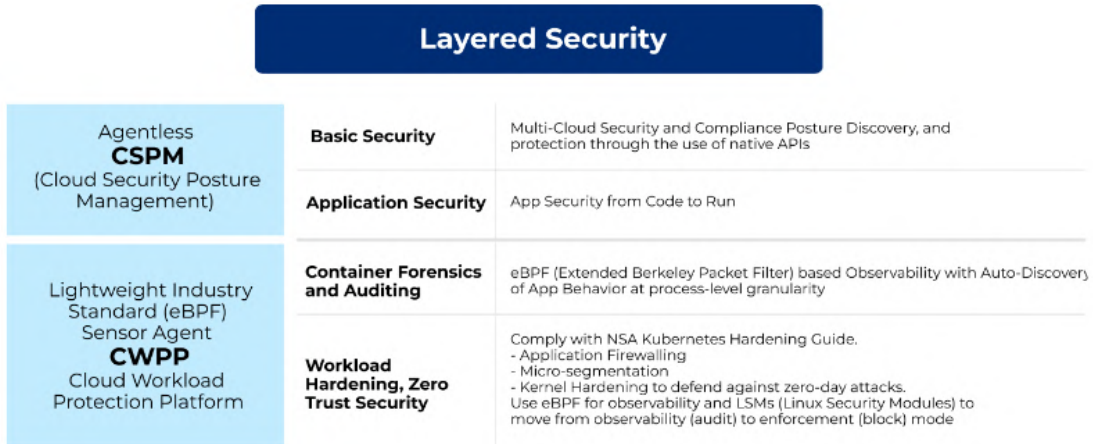 Layered Security
Agentless
CSPM
(Cloud Security Posture
Management)
Basic Security
Multi-Cloud Security and Compliance Posture Discovery, and
protection through the use of native APIs
Application Security
App Security from Code to Run
Lightweight Industry
Standard (eBPF)
Sensor Agent
CWPP
Cloud Workload
Protection Platform
Container Forensics
and Auditing
eBPF (Extended Berkeley Packet Filter) based Observability with Auto-Discovery
of App Behavior at process-level granularity
Workload
Hardening, Zero
Trust Security
Comply with NSA Kubernetes Hardening Guide.
- Application Firewalling
- Micro-segmentation
- Kernel Hardening to defend against zero-day attacks.
Use eBPF for observability and LSMs (Linux Security Modules) to
move from observability (audit) to enforcement (block) mode